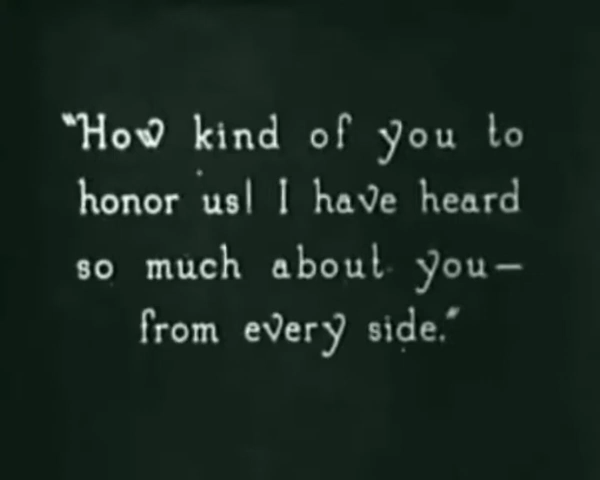 "How kind of you to
honor us! I have heard
so much about you—
from every side."